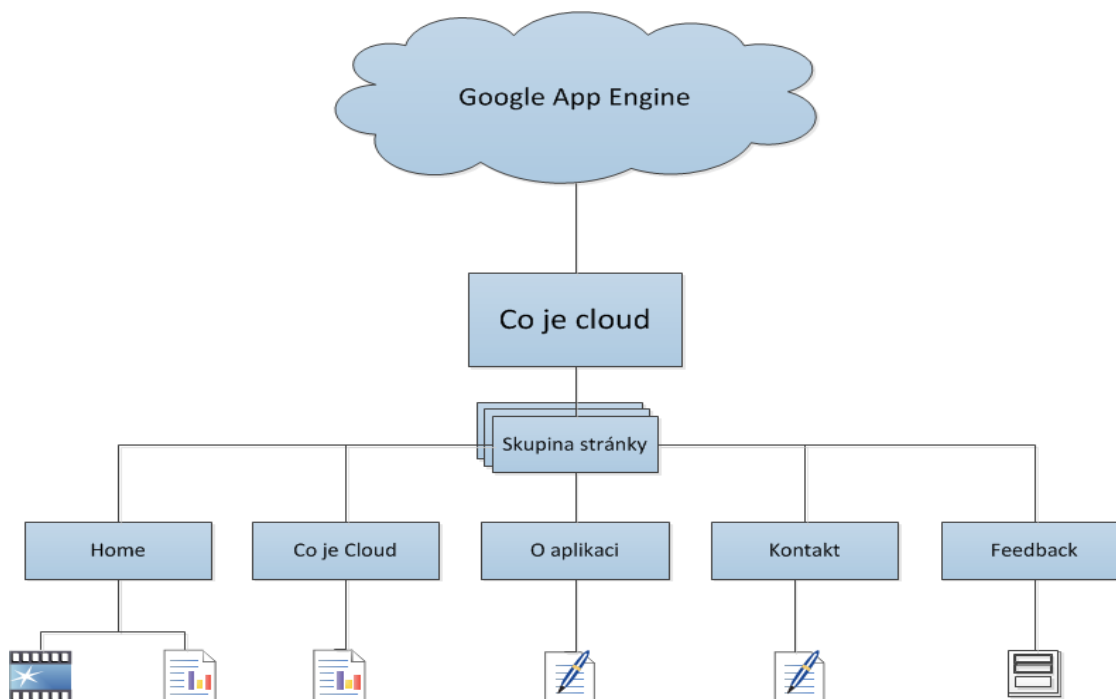 Google App Engine
Co je cloud
Skupina stránky
Home
Co je Cloud
O aplikaci
Kontakt
Feedback